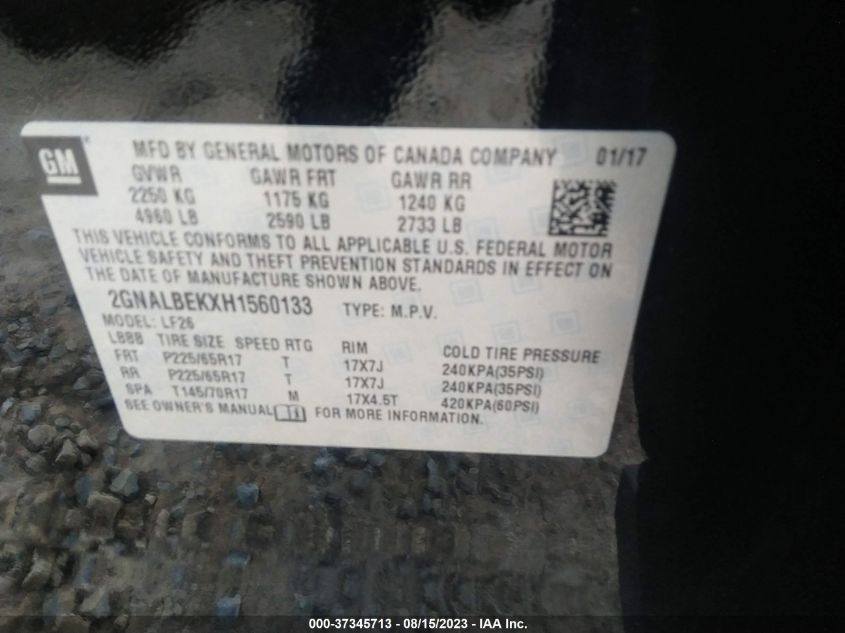 GM
MFD BY GENERAL MOTORS OF CANADA COMPANY 01/17
GVWR GAWR FRT GAWR RR
2250 KG 1175 KG 1240 KG
4960 LB 2590 LB 2733 LB
THIS VEHICLE CONFORMS TO ALL APPLICABLE U.S. FEDERAL MOTOR
VEHICLE SAFETY AND THEFT PREVENTION STANDARDS IN EFFECT ON
THE DATE OF MANUFACTURE SHOWN ABOVE.
2GNALBEKXH1560133 TYPE: M.P.V.
MODEL: LF26
LBBB TIRE SIZE SPEED RTG RIM COLD TIRE PRESSURE
FRT P225/65R17 T 17X7J 240KPA(35PSI)
RR P225/65R17 T 17X7J 240KPA(35PSI)
SPA T145/70R17 M 17X4.5T 420KPA(60PSI)
SEE OWNER'S MANUAL FOR MORE INFORMATION.
000-37345713 - 08/15/2023 - IAA Inc.